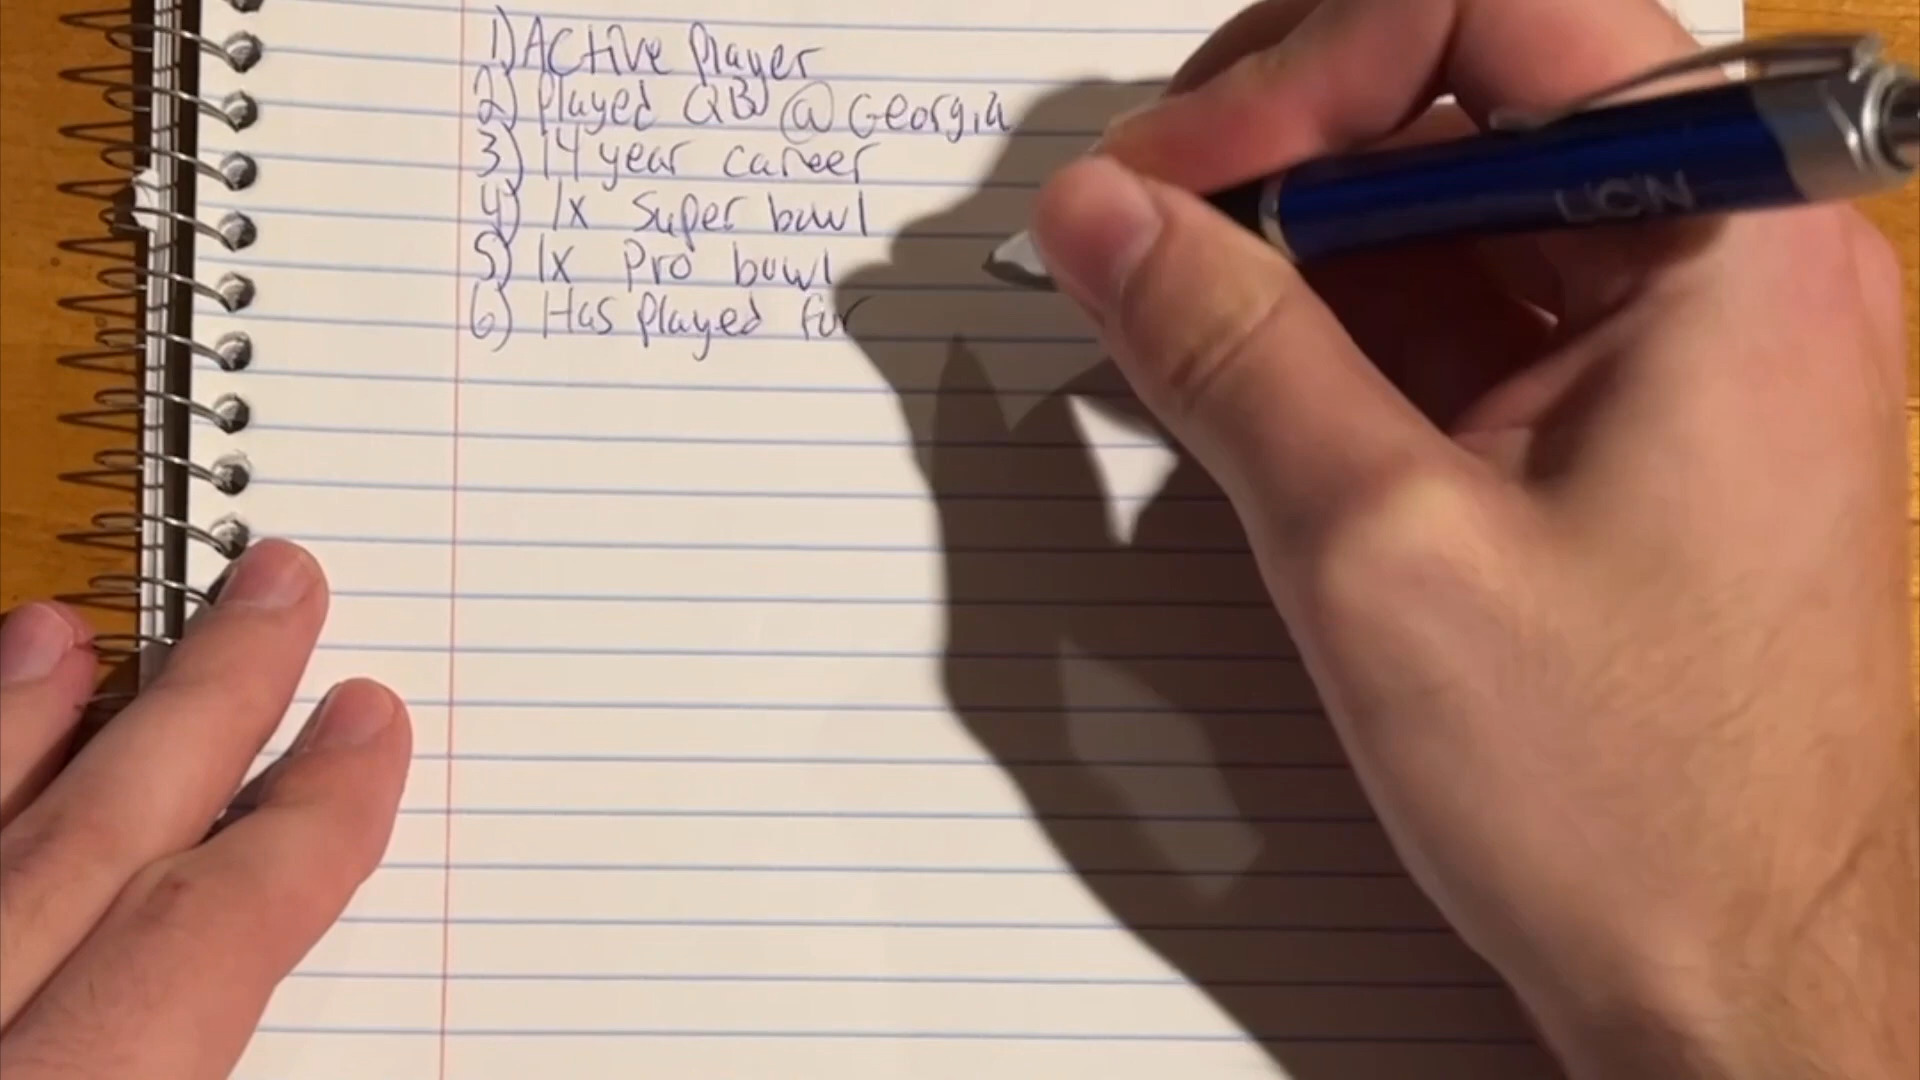 1) Active Player
2) Played QB @ Georgia
3) 14 year career
4) 1x Super bowl
5) 1x Pro bowl
6) Has played for
UCN